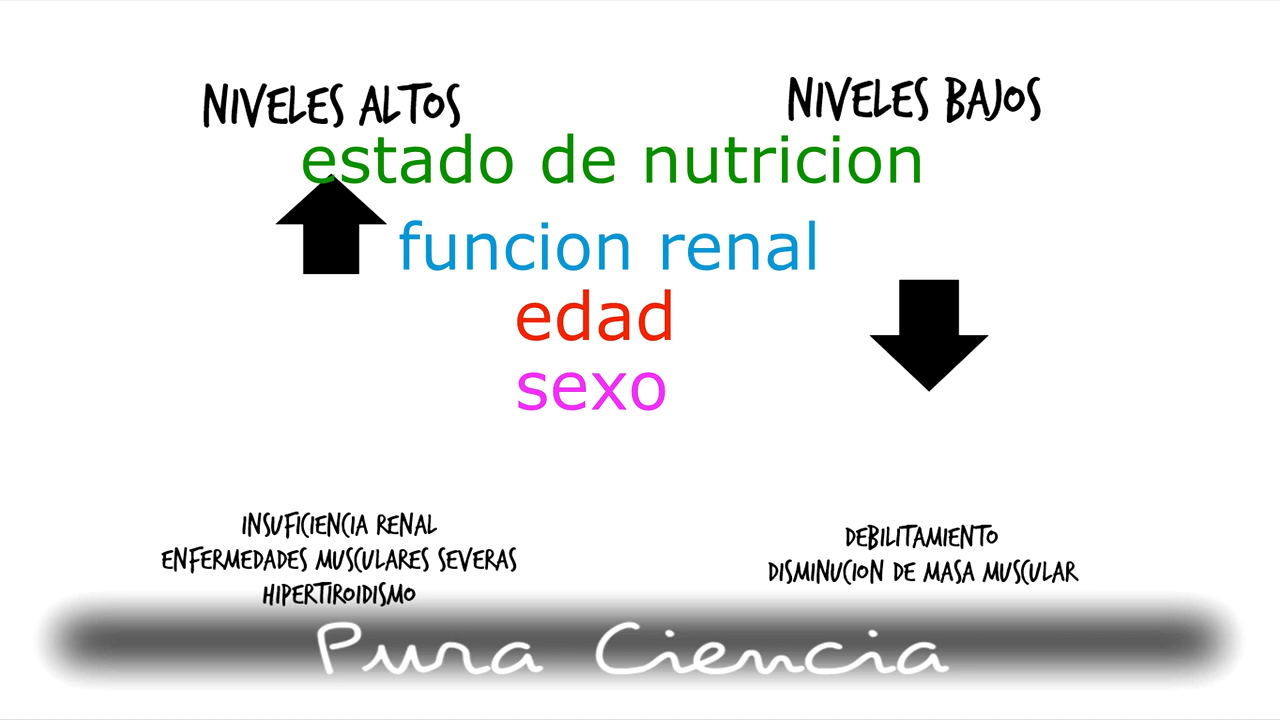 NIVELES ALTOS
NIVELES BAJOS
estado de nutricion
funcion renal
edad
sexo
INSUFICIENCIA RENAL
ENFERMEDADES MUSCULARES SEVERAS
HIPERTIROIDISMO
DEBILITAMIENTO
DISMINUCION DE MASA MUSCULAR
Pura Ciencia